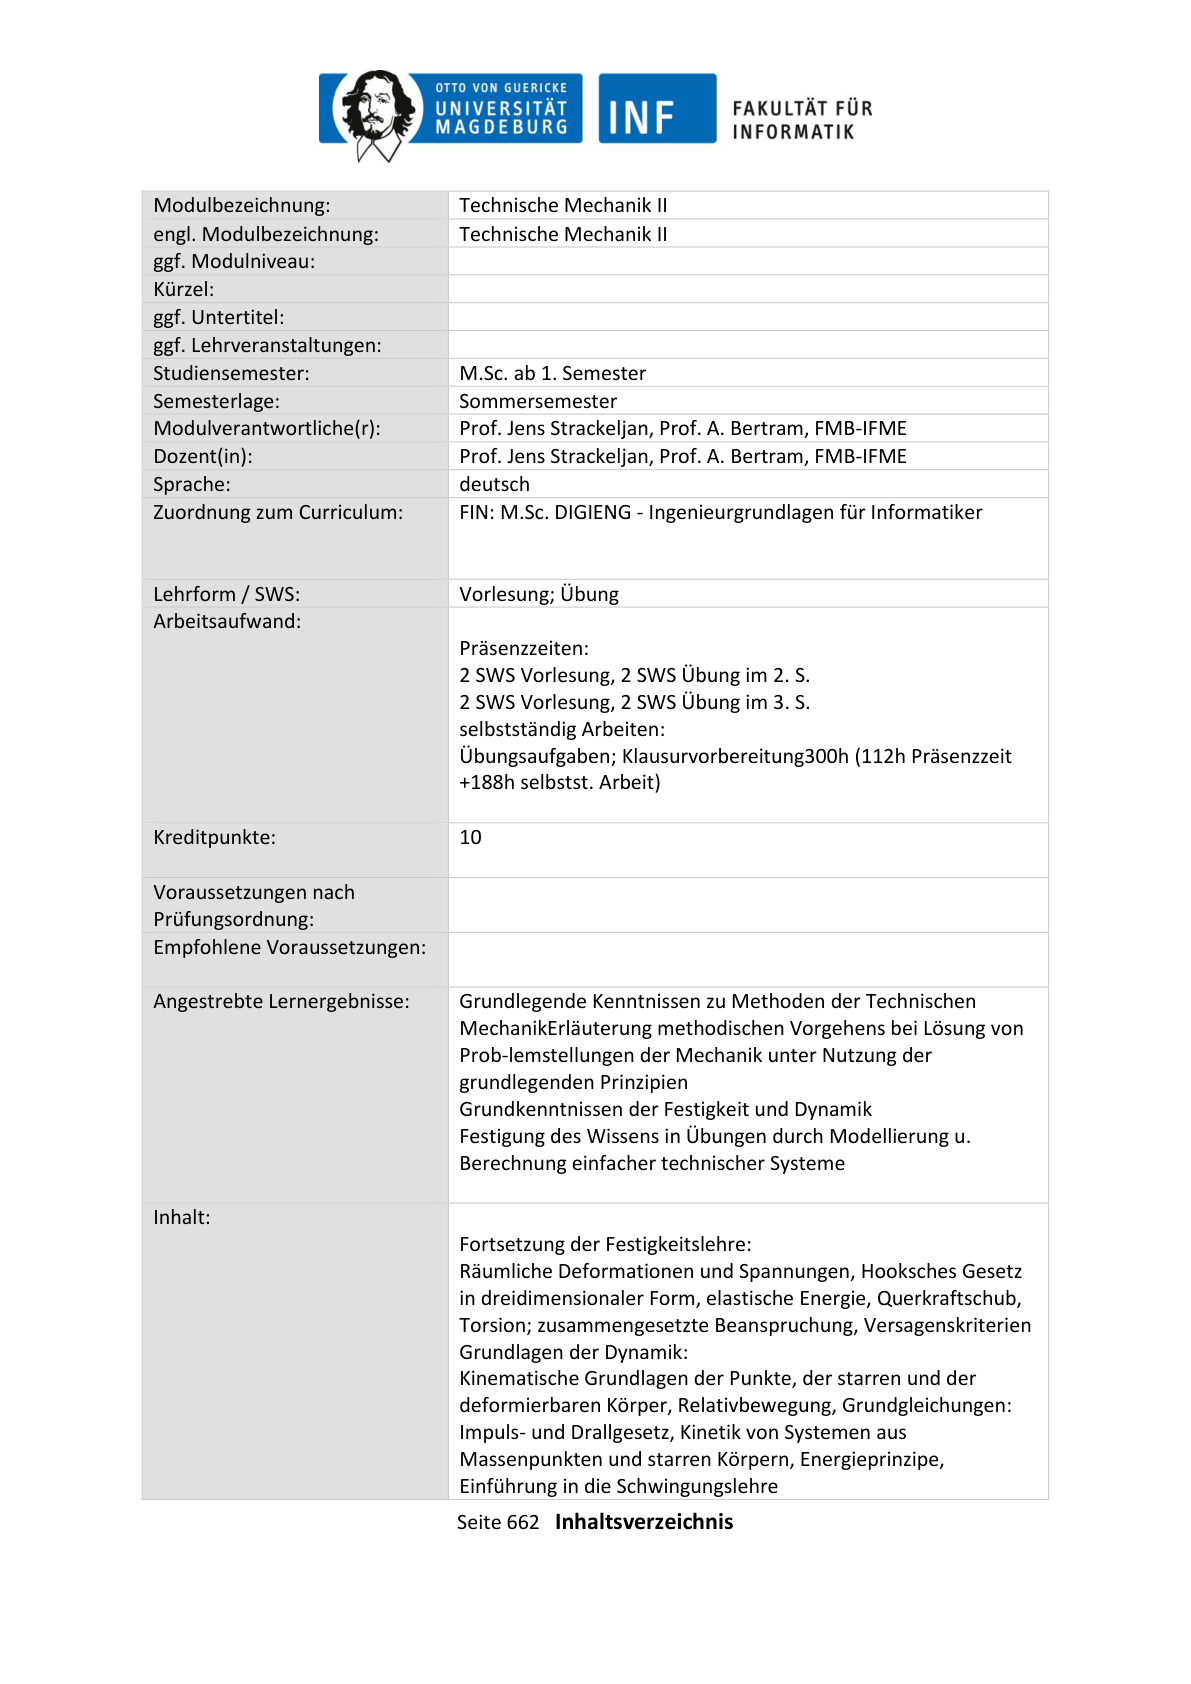 OTTO VON GUERICKE
UNIVERSITÄT
MAGDEBURG
INF
FAKULTÄT FÜR
INFORMATIK
Modulbezeichnung: Technische Mechanik II
engl. Modulbezeichnung: Technische Mechanik II
ggf. Modulniveau:
Kürzel:
ggf. Untertitel:
ggf. Lehrveranstaltungen:
Studiensemester: M.Sc. ab 1. Semester
Semesterlage: Sommersemester
Modulverantwortliche(r): Prof. Jens Strackeljan, Prof. A. Bertram, FMB-IFME
Dozent(in): Prof. Jens Strackeljan, Prof. A. Bertram, FMB-IFME
Sprache: deutsch
Zuordnung zum Curriculum: FIN: M.Sc. DIGIENG - Ingenieurgrundlagen für Informatiker
Lehrform / SWS: Vorlesung; Übung
Arbeitsaufwand:
Präsenzzeiten:
2 SWS Vorlesung, 2 SWS Übung im 2. S.
2 SWS Vorlesung, 2 SWS Übung im 3. S.
selbstständig Arbeiten:
Übungsaufgaben; Klausurvorbereitung300h (112h Präsenzzeit
+188h selbstst. Arbeit)
Kreditpunkte: 10
Voraussetzungen nach
Prüfungsordnung:
Empfohlene Voraussetzungen:
Angestrebte Lernergebnisse: Grundlegende Kenntnissen zu Methoden der Technischen
MechanikErläuterung methodischen Vorgehens bei Lösung von
Prob-lemstellungen der Mechanik unter Nutzung der
grundlegenden Prinzipien
Grundkenntnissen der Festigkeit und Dynamik
Festigung des Wissens in Übungen durch Modellierung u.
Berechnung einfacher technischer Systeme
Inhalt:
Fortsetzung der Festigkeitslehre:
Räumliche Deformationen und Spannungen, Hooksches Gesetz
in dreidimensionaler Form, elastische Energie, Querkraftschub,
Torsion; zusammengesetzte Beanspruchung, Versagenskriterien
Grundlagen der Dynamik:
Kinematische Grundlagen der Punkte, der starren und der
deformierbaren Körper, Relativbewegung, Grundgleichungen:
Impuls- und Drallgesetz, Kinetik von Systemen aus
Massenpunkten und starren Körpern, Energieprinzipe,
Einführung in die Schwingungslehre
Seite 662 Inhaltsverzeichnis